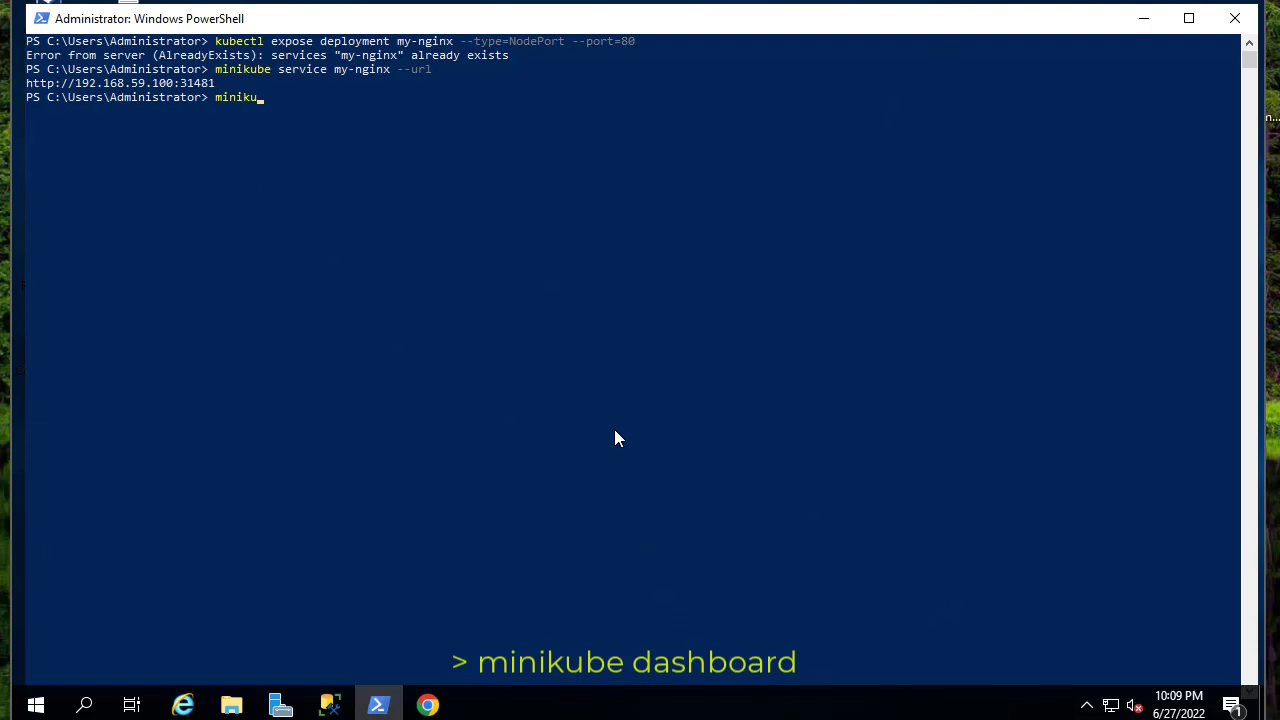 Administrator: Windows PowerShell
PS C:\Users\Administrator> kubectl expose deployment my-nginx --type=NodePort --port=80
Error from server (AlreadyExists): services "my-nginx" already exists
PS C:\Users\Administrator> minikube service my-nginx --url
http://192.168.59.100:31481
PS C:\Users\Administrator> miniku_
n...
> minikube dashboard
10:09 PM
6/27/2022
1